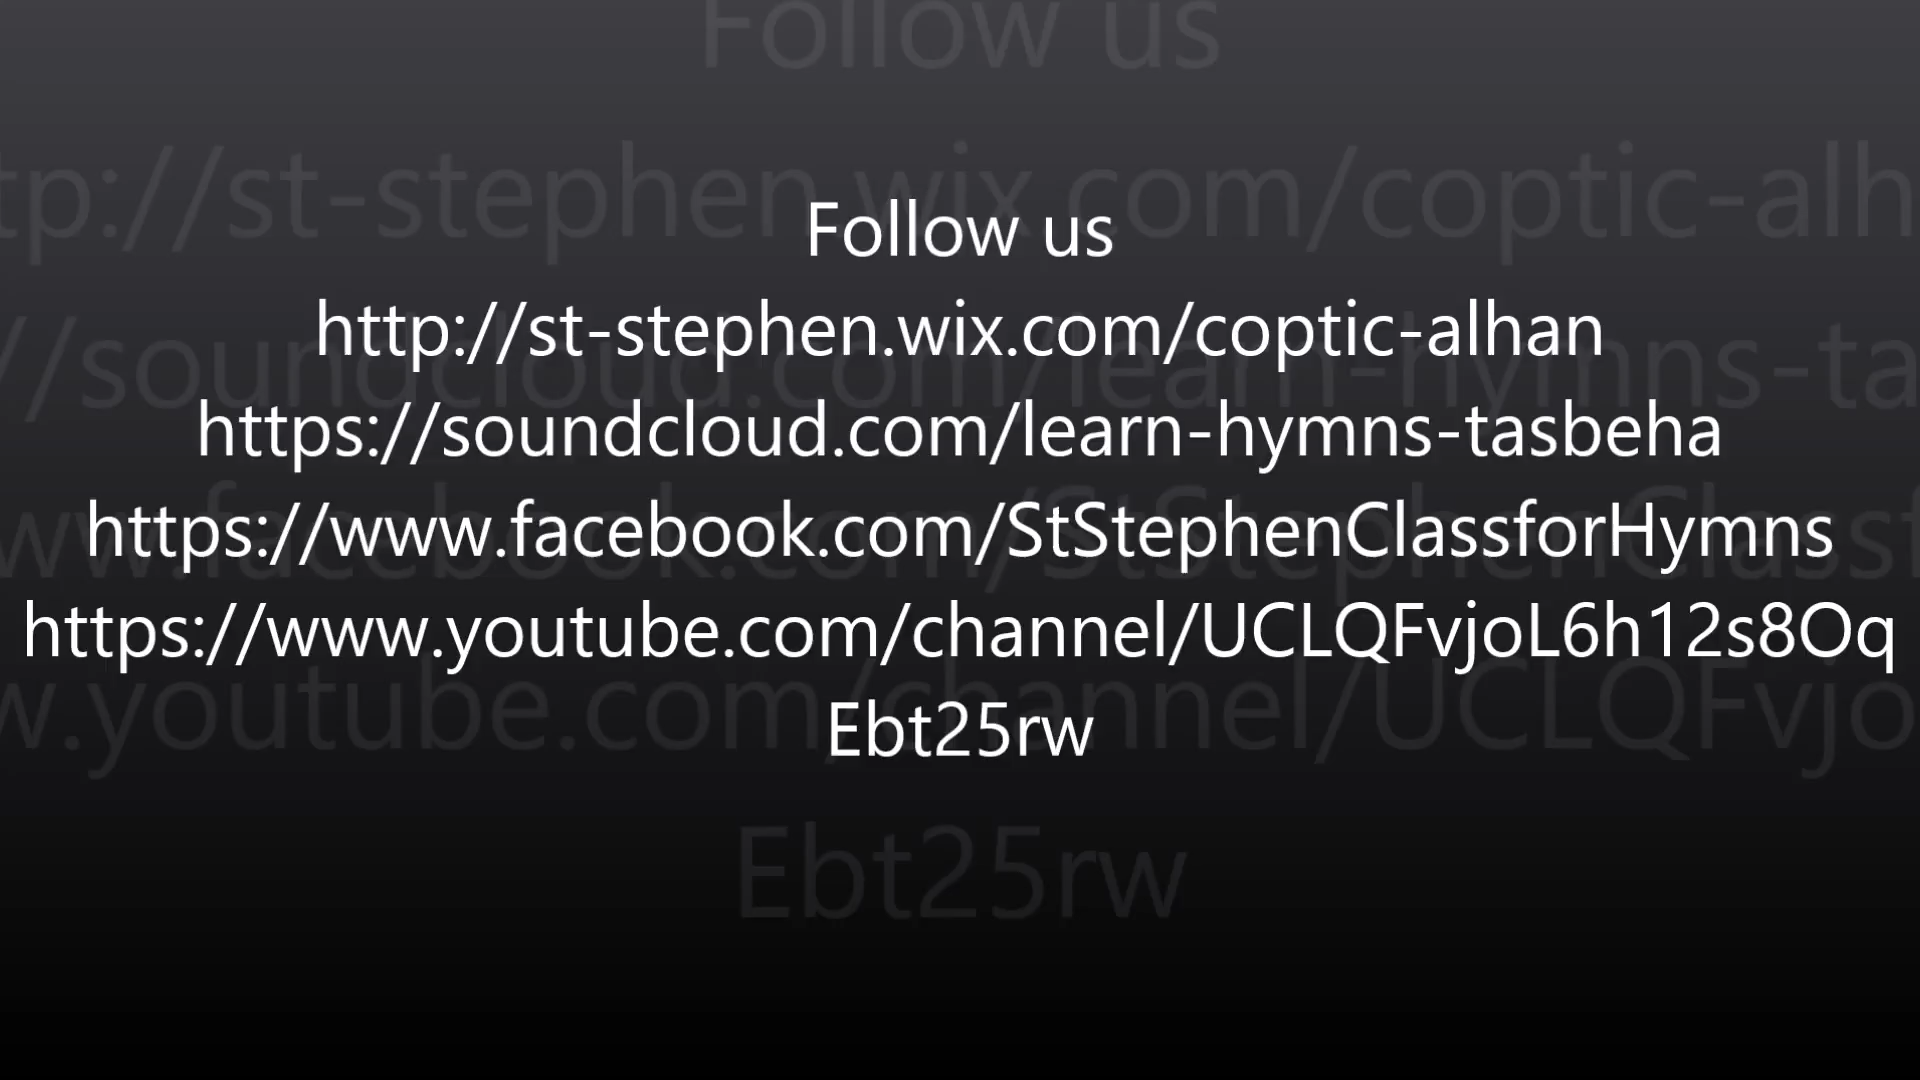 Follow us
http://st-stephen.wix.com/coptic-alhan
https://soundcloud.com/learn-hymns-tasbeha
https://www.facebook.com/StStephenClassforHymns
https://www.youtube.com/channel/UCLQFvjoL6h12s8Oq
Ebt25rw